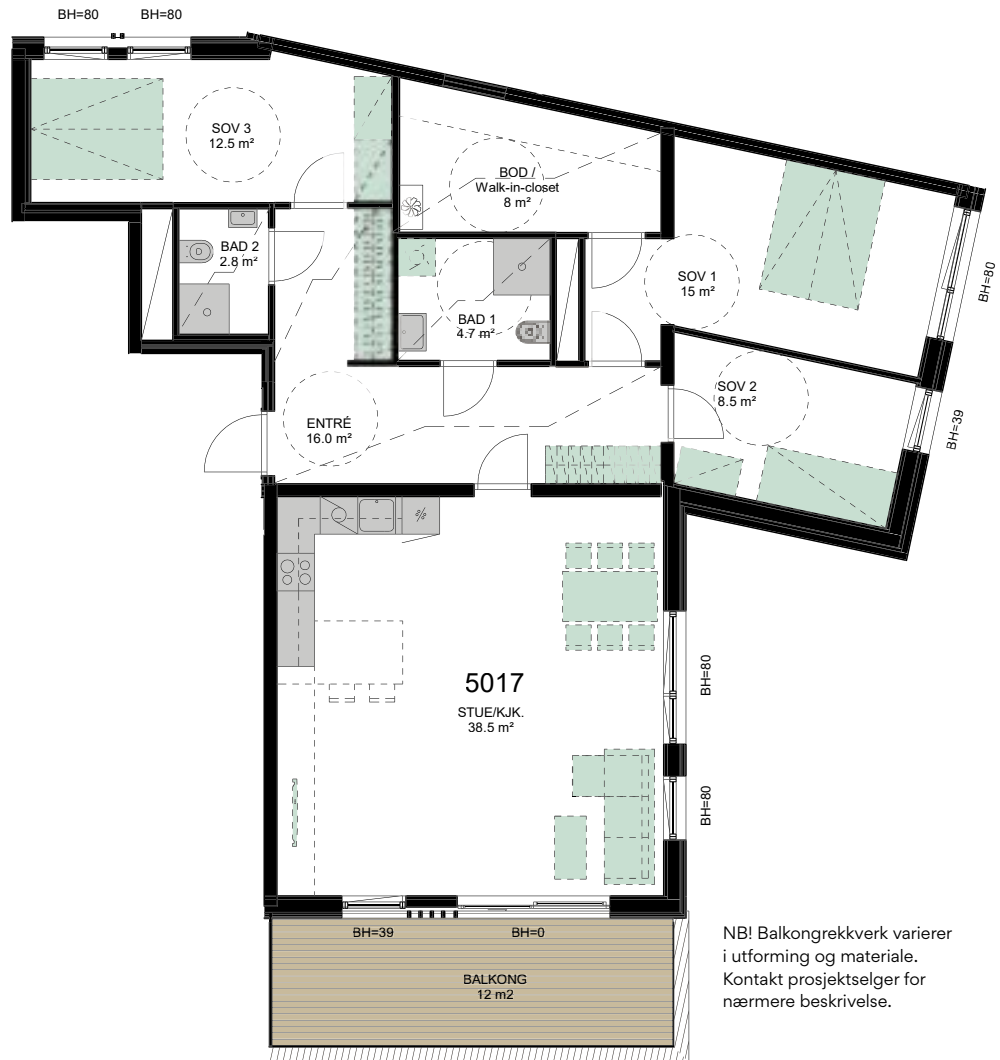 BH=80
BH=80
SOV 3
12.5 m²
BOD /
Walk-in-closet
8 m²
BAD 2
2.8 m²
SOV 1
15 m²
BH=80
BAD 1
4.7 m²
SOV 2
8.5 m²
BH=39
ENTRÉ
16.0 m²
5017
STUE/KJK.
38.5 m²
BH=80
BH=80
BH=39
BH=0
BALKONG
12 m2
NB! Balkongrekkverk varierer
i utforming og materiale.
Kontakt prosjektselger for
nærmere beskrivelse.